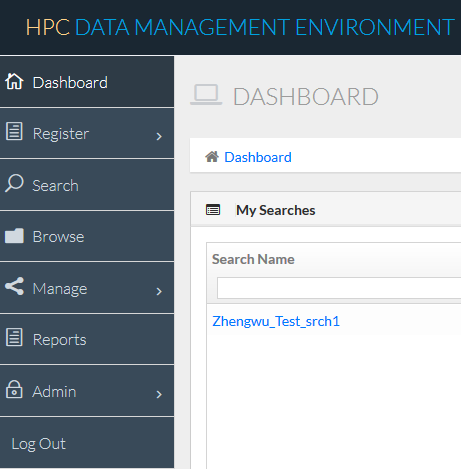 HPC DATA MANAGEMENT ENVIRONMENT
Dashboard
Register
Search
Browse
Manage
Reports
Admin
Log Out
DASHBOARD
Dashboard
My Searches
Search Name
Zhengwu_Test_srch1